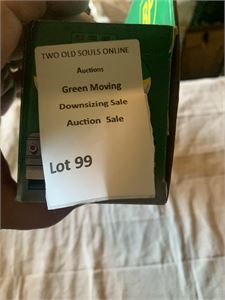 TWO OLD SOULS ONLINE
Auctions
Green Moving
Downsizing Sale
Auction Sale
Lot 99